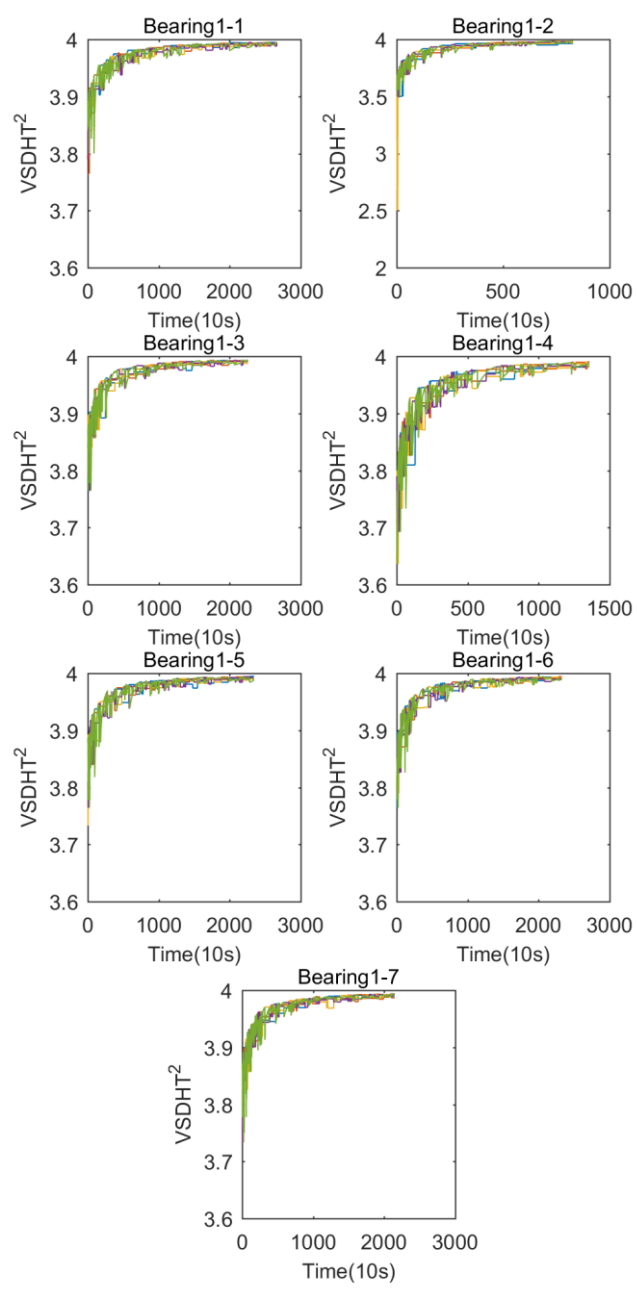 Bearing1-1
VSDHT²
4
3.9
3.8
3.7
3.6
0 1000 2000 3000
Time(10s)
Bearing1-2
VSDHT²
4
3.5
3
2.5
2
0 500 1000
Time(10s)
Bearing1-3
VSDHT²
4
3.9
3.8
3.7
3.6
0 1000 2000 3000
Time(10s)
Bearing1-4
VSDHT²
4
3.9
3.8
3.7
3.6
0 500 1000 1500
Time(10s)
Bearing1-5
VSDHT²
4
3.9
3.8
3.7
3.6
0 1000 2000 3000
Time(10s)
Bearing1-6
VSDHT²
4
3.9
3.8
3.7
3.6
0 1000 2000 3000
Time(10s)
Bearing1-7
VSDHT²
4
3.9
3.8
3.7
3.6
0 1000 2000 3000
Time(10s)